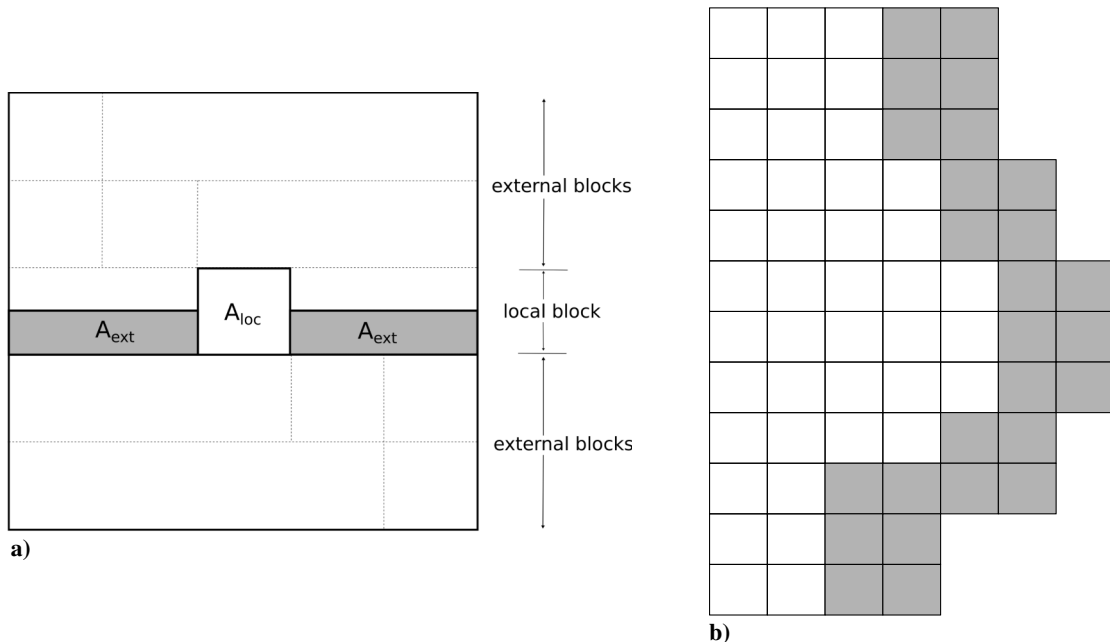 external blocks
A_loc
local block
A_ext
A_ext
external blocks
a)
b)